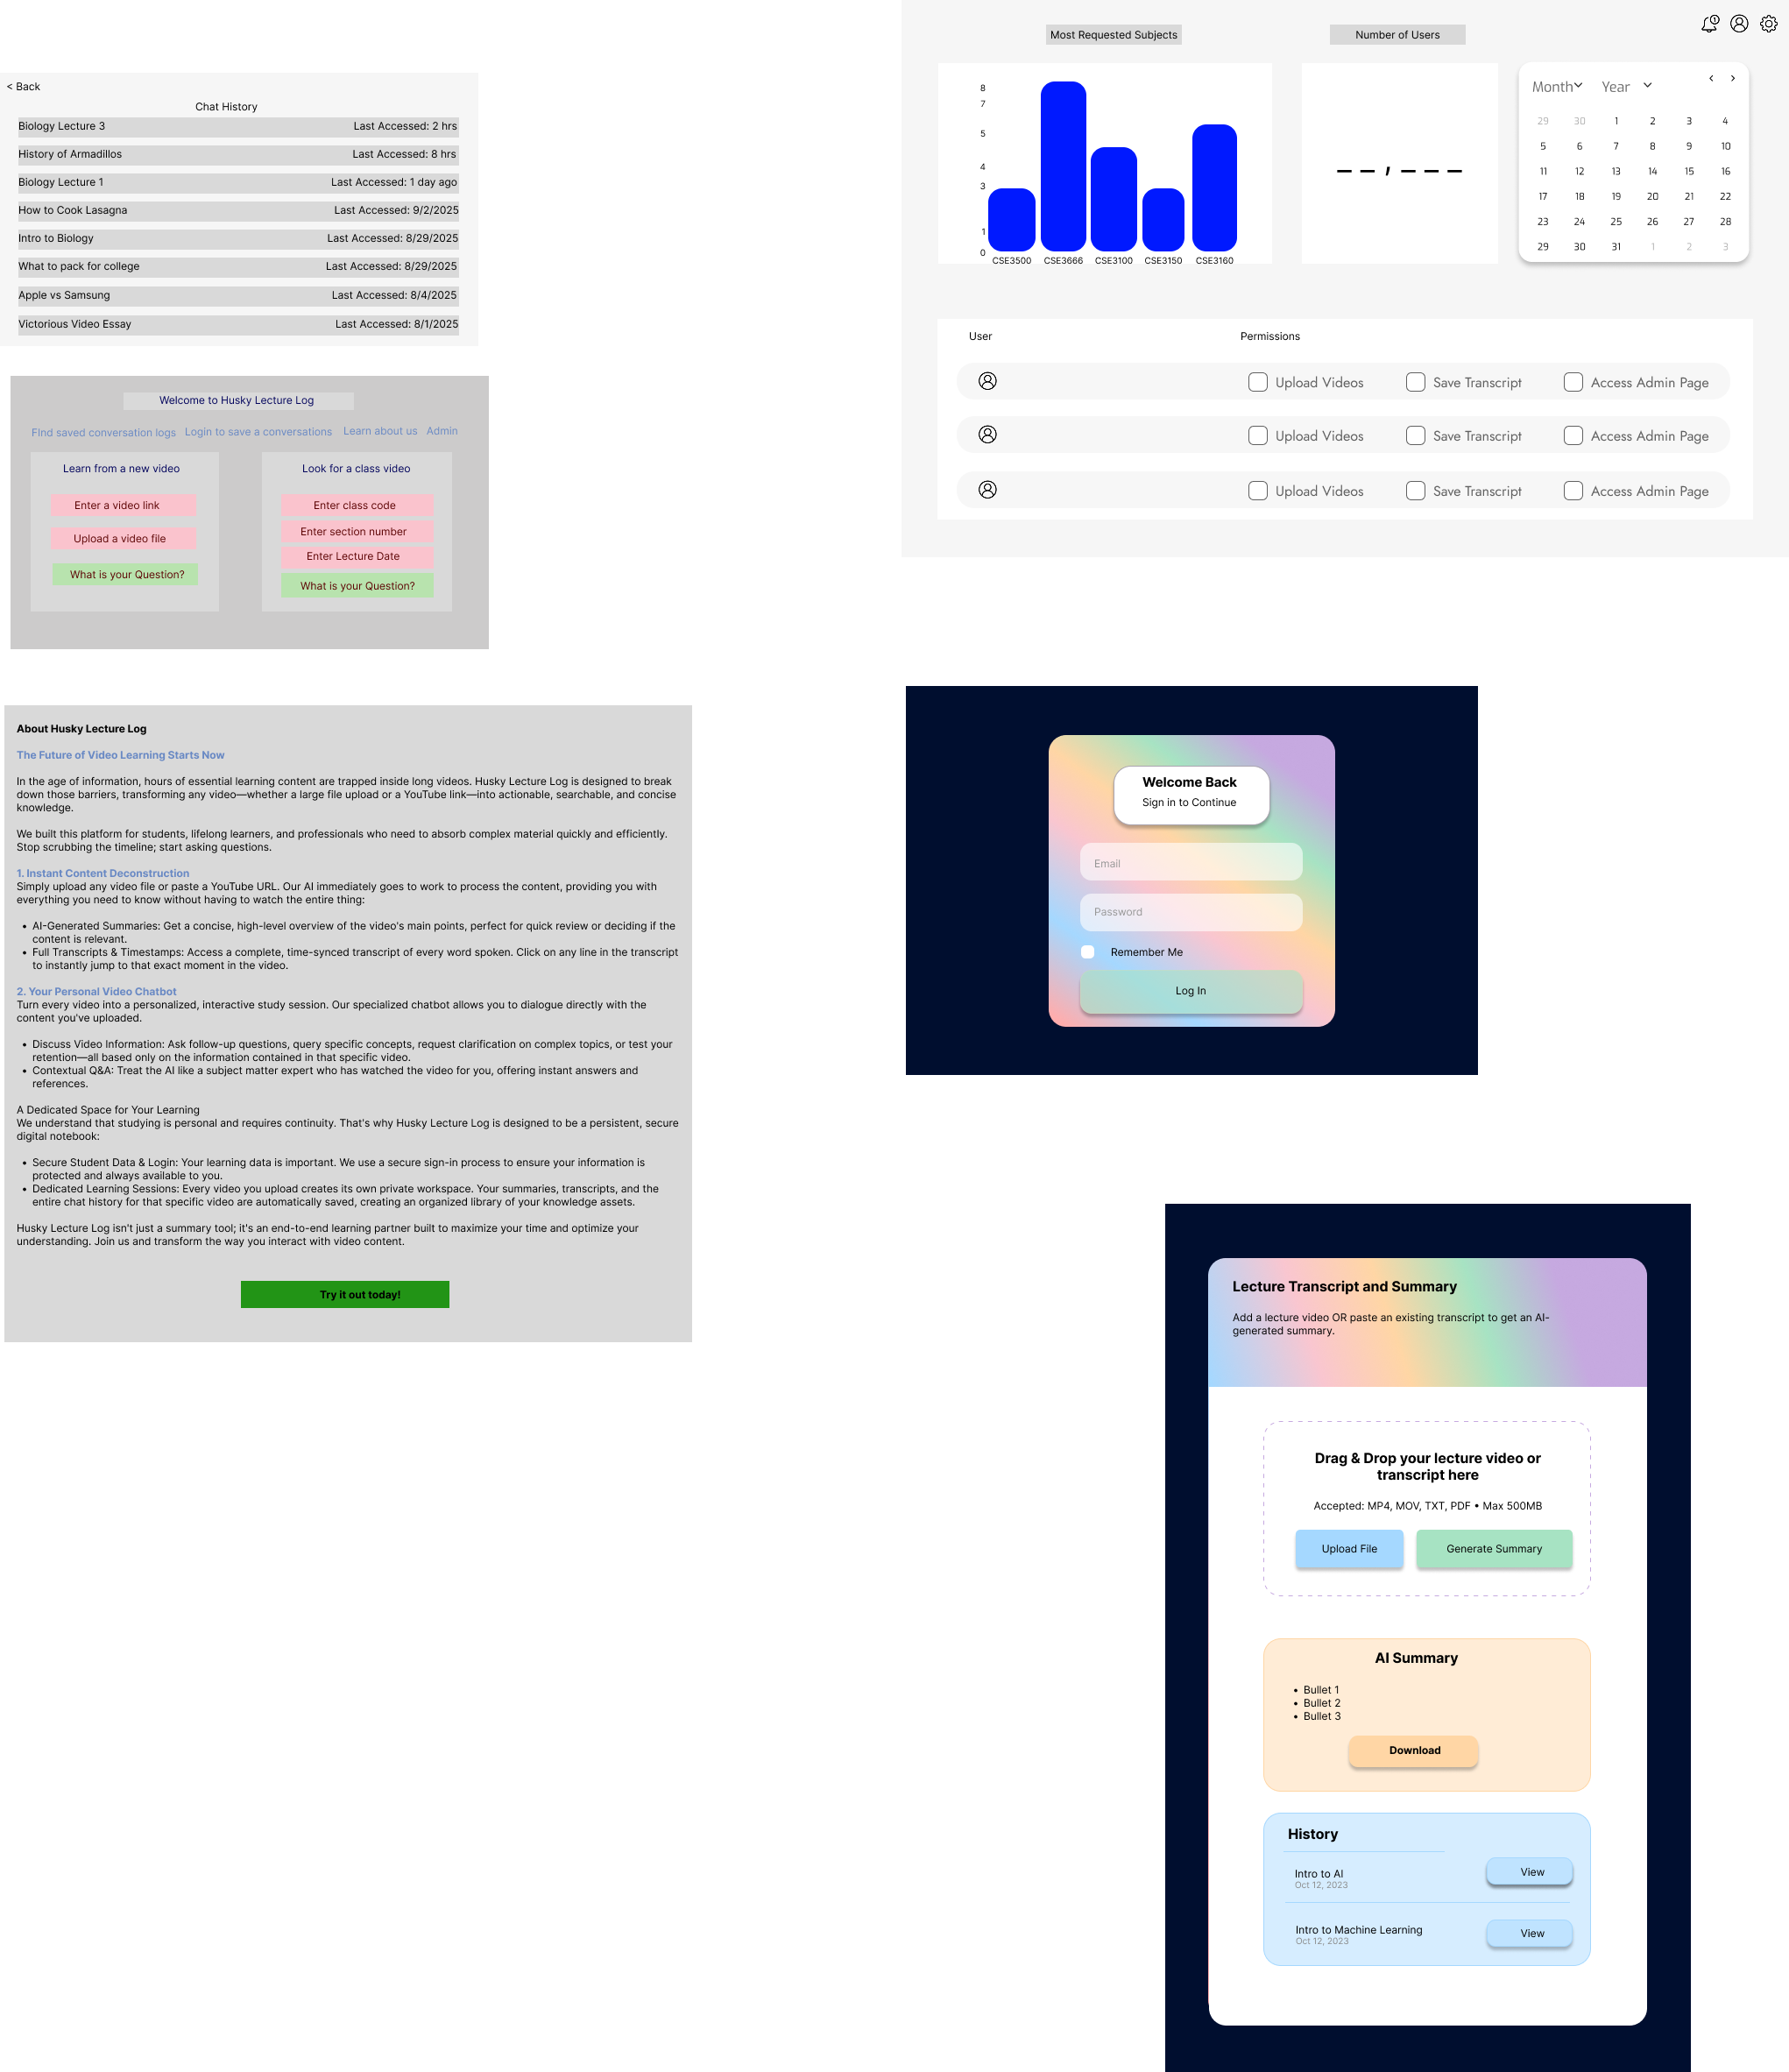 < Back
Chat History
Biology Lecture 3 Last Accessed: 2 hrs
History of Armadillos Last Accessed: 8 hrs
Biology Lecture 1 Last Accessed: 1 day ago
How to Cook Lasagna Last Accessed: 9/2/2025
Intro to Biology Last Accessed: 8/29/2025
What to pack for college Last Accessed: 8/29/2025
Apple vs Samsung Last Accessed: 8/4/2025
Victorious Video Essay Last Accessed: 8/1/2025
Welcome to Husky Lecture Log
FInd saved conversation logs Login to save a conversations Learn about us Admin
Learn from a new video
Enter a video link
Upload a video file
What is your Question?
Look for a class video
Enter class code
Enter section number
Enter Lecture Date
What is your Question?
About Husky Lecture Log
The Future of Video Learning Starts Now
In the age of information, hours of essential learning content are trapped inside long videos. Husky Lecture Log is designed to break
down those barriers, transforming any video—whether a large file upload or a YouTube link—into actionable, searchable, and concise
knowledge.
We built this platform for students, lifelong learners, and professionals who need to absorb complex material quickly and efficiently.
Stop scrubbing the timeline; start asking questions.
1. Instant Content Deconstruction
Simply upload any video file or paste a YouTube URL. Our AI immediately goes to work to process the content, providing you with
everything you need to know without having to watch the entire thing:
• AI-Generated Summaries: Get a concise, high-level overview of the video's main points, perfect for quick review or deciding if the
content is relevant.
• Full Transcripts & Timestamps: Access a complete, time-synced transcript of every word spoken. Click on any line in the transcript
to instantly jump to that exact moment in the video.
2. Your Personal Video Chatbot
Turn every video into a personalized, interactive study session. Our specialized chatbot allows you to dialogue directly with the
content you've uploaded.
• Discuss Video Information: Ask follow-up questions, query specific concepts, request clarification on complex topics, or test your
retention—all based only on the information contained in that specific video.
• Contextual Q&A: Treat the AI like a subject matter expert who has watched the video for you, offering instant answers and
references.
A Dedicated Space for Your Learning
We understand that studying is personal and requires continuity. That's why Husky Lecture Log is designed to be a persistent, secure
digital notebook:
• Secure Student Data & Login: Your learning data is important. We use a secure sign-in process to ensure your information is
protected and always available to you.
• Dedicated Learning Sessions: Every video you upload creates its own private workspace. Your summaries, transcripts, and the
entire chat history for that specific video are automatically saved, creating an organized library of your knowledge assets.
Husky Lecture Log isn't just a summary tool; it's an end-to-end learning partner built to maximize your time and optimize your
understanding. Join us and transform the way you interact with video content.
Try it out today!
Most Requested Subjects
8
7
5
4
3
1
0
CSE3500 CSE3666 CSE3100 CSE3150 CSE3160
Number of Users
_ _ , _ _ _
1
Month Year < >
29 30 1 2 3 4
5 6 7 8 9 10
11 12 13 14 15 16
17 18 19 20 21 22
23 24 25 26 27 28
29 30 31 1 2 3
User Permissions
Upload Videos Save Transcript Access Admin Page
Upload Videos Save Transcript Access Admin Page
Upload Videos Save Transcript Access Admin Page
Welcome Back
Sign in to Continue
Email
Password
Remember Me
Log In
Lecture Transcript and Summary
Add a lecture video OR paste an existing transcript to get an AI-
generated summary.
Drag & Drop your lecture video or
transcript here
Accepted: MP4, MOV, TXT, PDF • Max 500MB
Upload File Generate Summary
AI Summary
• Bullet 1
• Bullet 2
• Bullet 3
Download
History
Intro to AI View
Oct 12, 2023
Intro to Machine Learning View
Oct 12, 2023